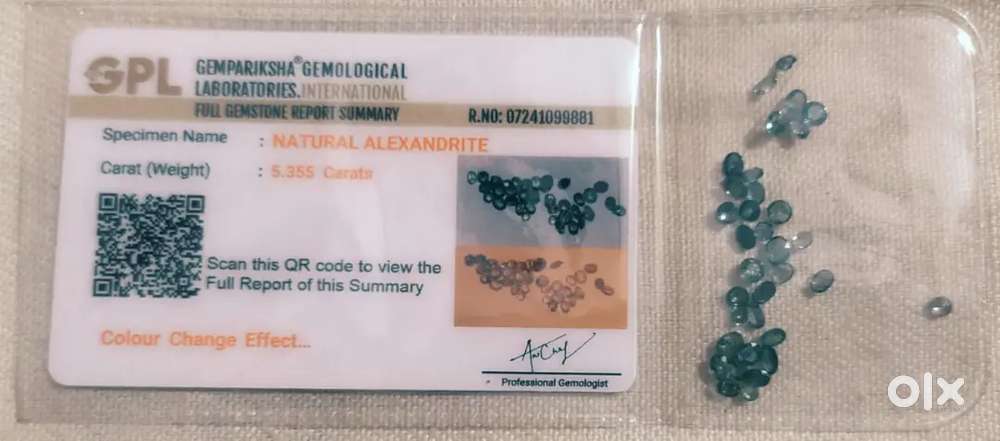 GPL GEMPARIKSHA® GEMOLOGICAL
LABORATORIES.INTERNATIONAL
FULL GEMSTONE REPORT SUMMARY R.NO: 07241099881
Specimen Name : NATURAL ALEXANDRITE
Carat (Weight) : 5.355 Carats
Scan this QR code to view the
Full Report of this Summary
Colour Change Effect...
Professional Gemologist
olx